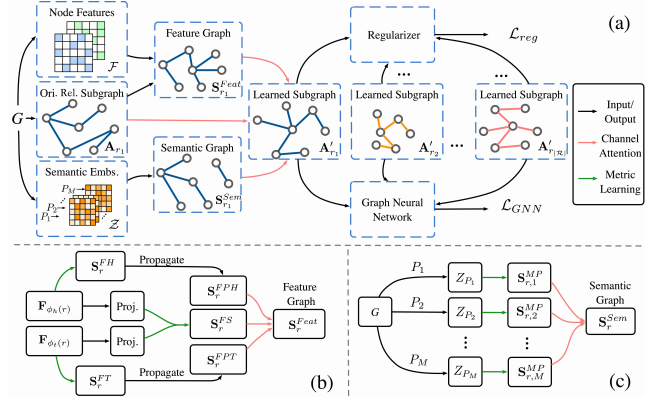 Node Features
F
Feature Graph
S_{r_1}^{Feat}
Regularizer
L_{reg}
(a)
G
Ori. Rel. Subgraph
A_{r_1}
Learned Subgraph
A'_{r_1}
Learned Subgraph
A'_{r_2}
...
...
...
Learned Subgraph
A'_{r_{|R|}}
Input/
Output
Channel
Attention
Metric
Learning
Semantic Embs.
P_M
P_2
P_1
Z
Semantic Graph
S_{r_1}^{Sem}
Graph Neural
Network
L_{GNN}
S_r^{FH}
Propagate
F_{ϕ_h(r)}
Proj.
S_r^{FPH}
Feature
Graph
S_r^{FS}
S_r^{Feat}
F_{ϕ_t(r)}
Proj.
S_r^{FPT}
S_r^{FT}
Propagate
(b)
P_1
Z_{P_1}
S_{r,1}^{MP}
Semantic
Graph
G
P_2
Z_{P_2}
S_{r,2}^{MP}
S_r^{Sem}
P_M
Z_{P_M}
S_{r,M}^{MP}
(c)